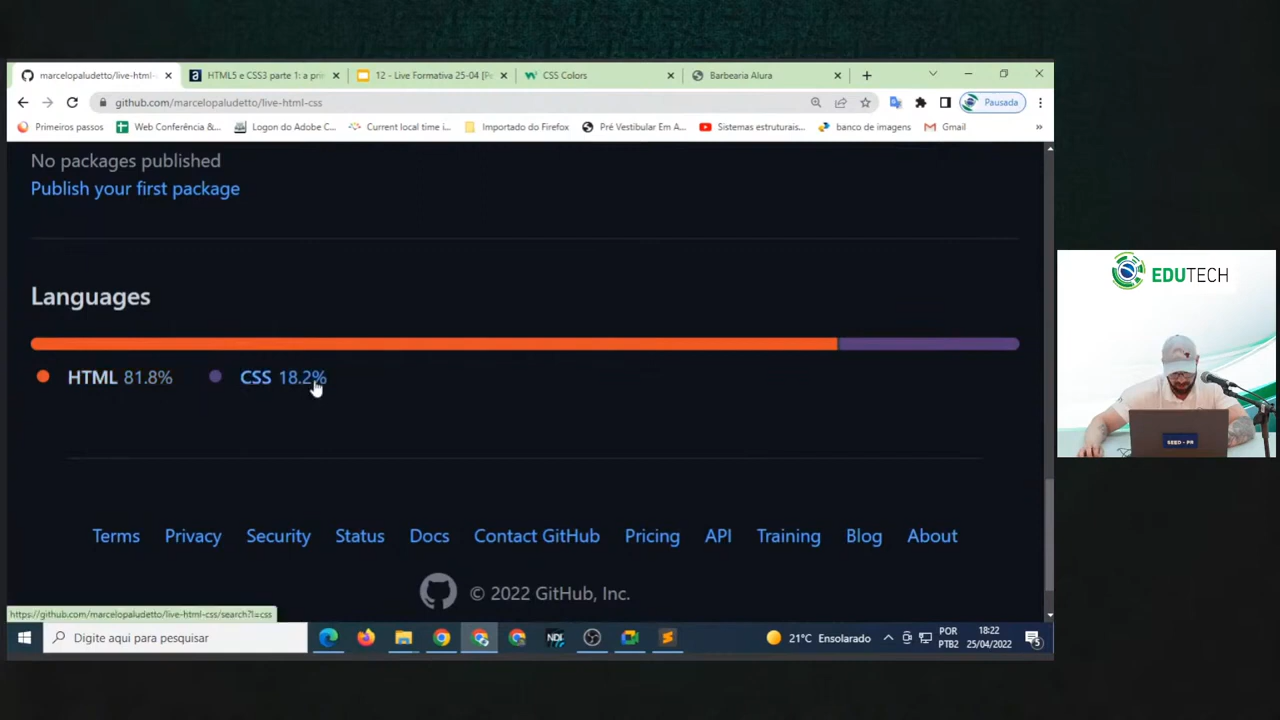 marcelopaludetto/live-html-
HTML5 e CSS3 parte 1: a pri
12 - Live Formativa 25-04 [Po
CSS Colors
Barbearia Alura
github.com/marcelopaludetto/live-html-css
Pausada
Primeiros passos
Web Conferência &...
Logon do Adobe C...
Current local time i...
Importado do Firefox
Pré Vestibular Em A...
Sistemas estruturais...
banco de imagens
Gmail
No packages published
Publish your first package
Languages
HTML 81.8%
CSS 18.2%
Terms Privacy Security Status Docs Contact GitHub Pricing API Training Blog About
© 2022 GitHub, Inc.
https://github.com/marcelopaludetto/live-html-css/search?l=css
Digite aqui para pesquisar
NDI
21°C Ensolarado
POR
PTB2
18:22
25/04/2022
5
EDUTECH
SEED - PR